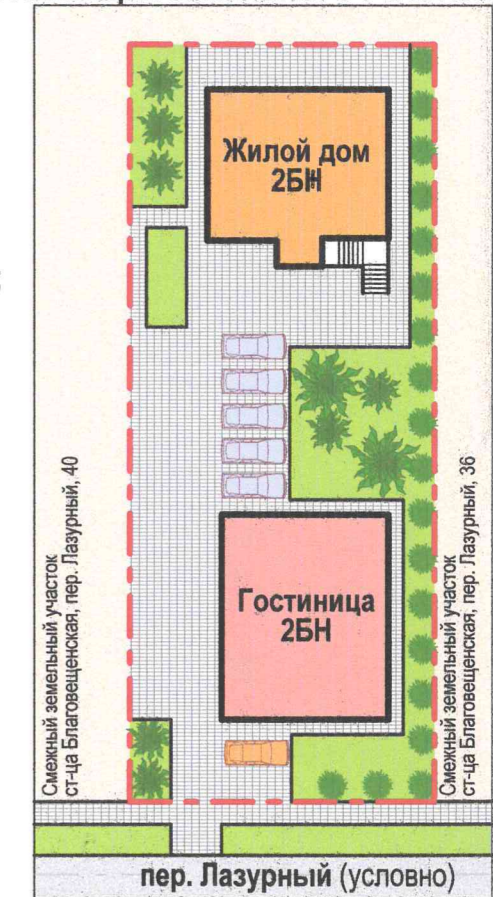 Жилой дом
2БН
Смежный земельный участок
ст-ца Благовещенская, пер. Лазурный, 40
Смежный земельный участок
ст-ца Благовещенская, пер. Лазурный, 36
Гостиница
2БН
пер. Лазурный (условно)